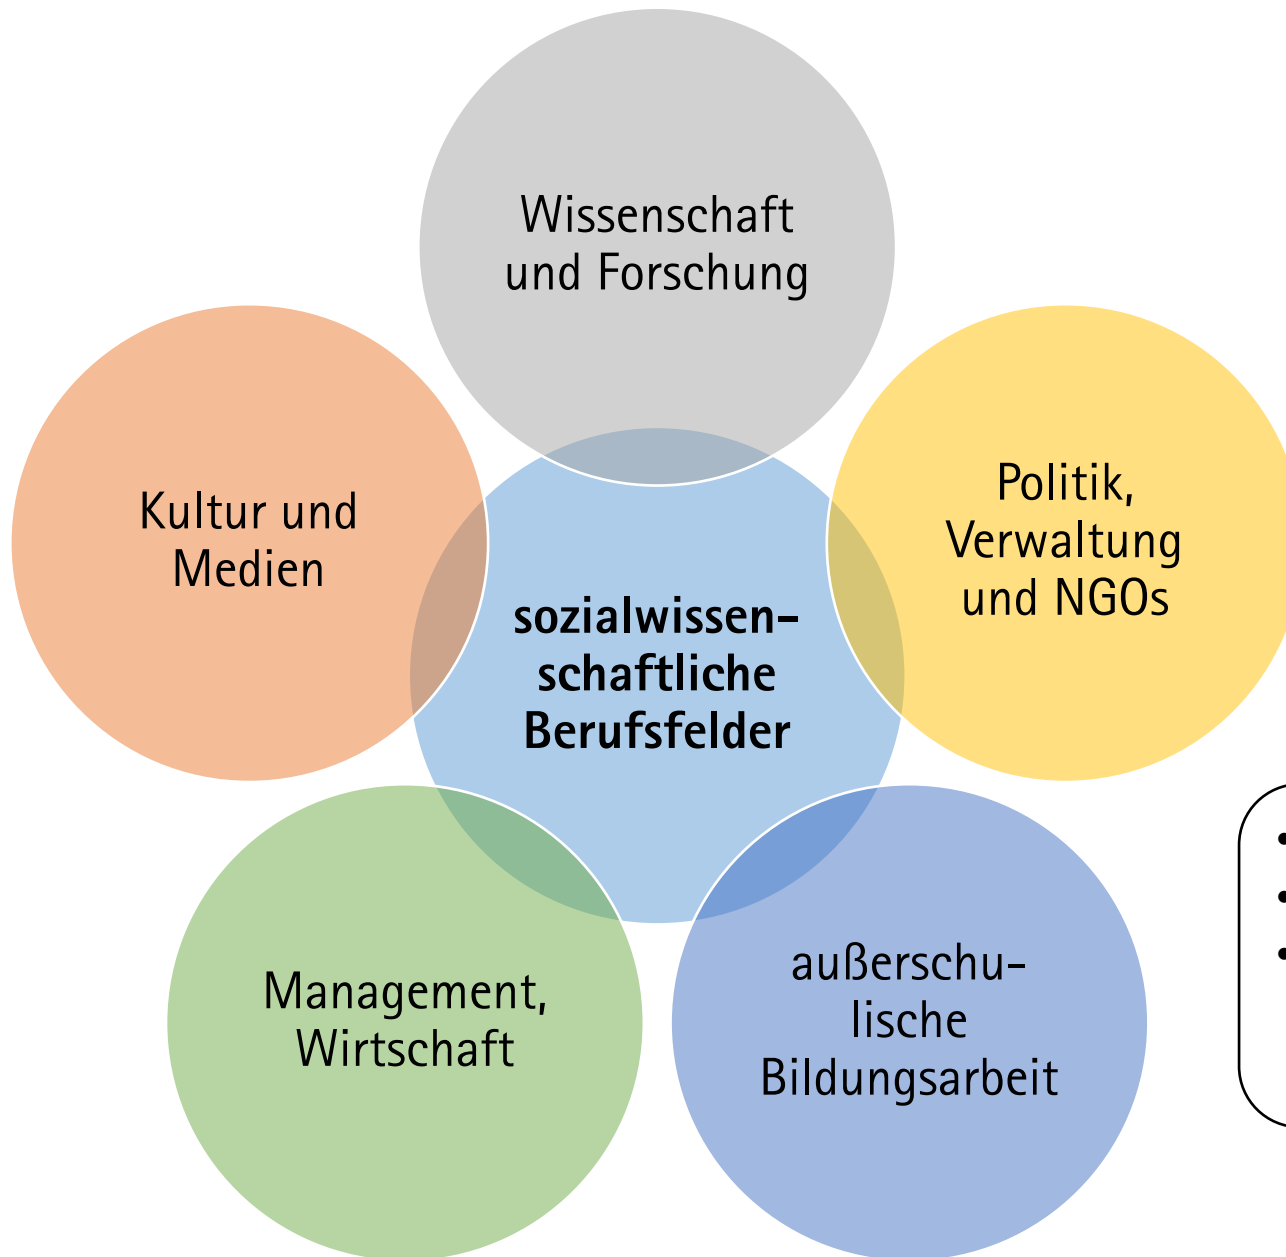 Wissenschaft
und Forschung
Kultur und
Medien
Politik,
Verwaltung
und NGOs
sozialwissen-
schaftliche
Berufsfelder
Management,
Wirtschaft
außerschu-
lische
Bildungsarbeit